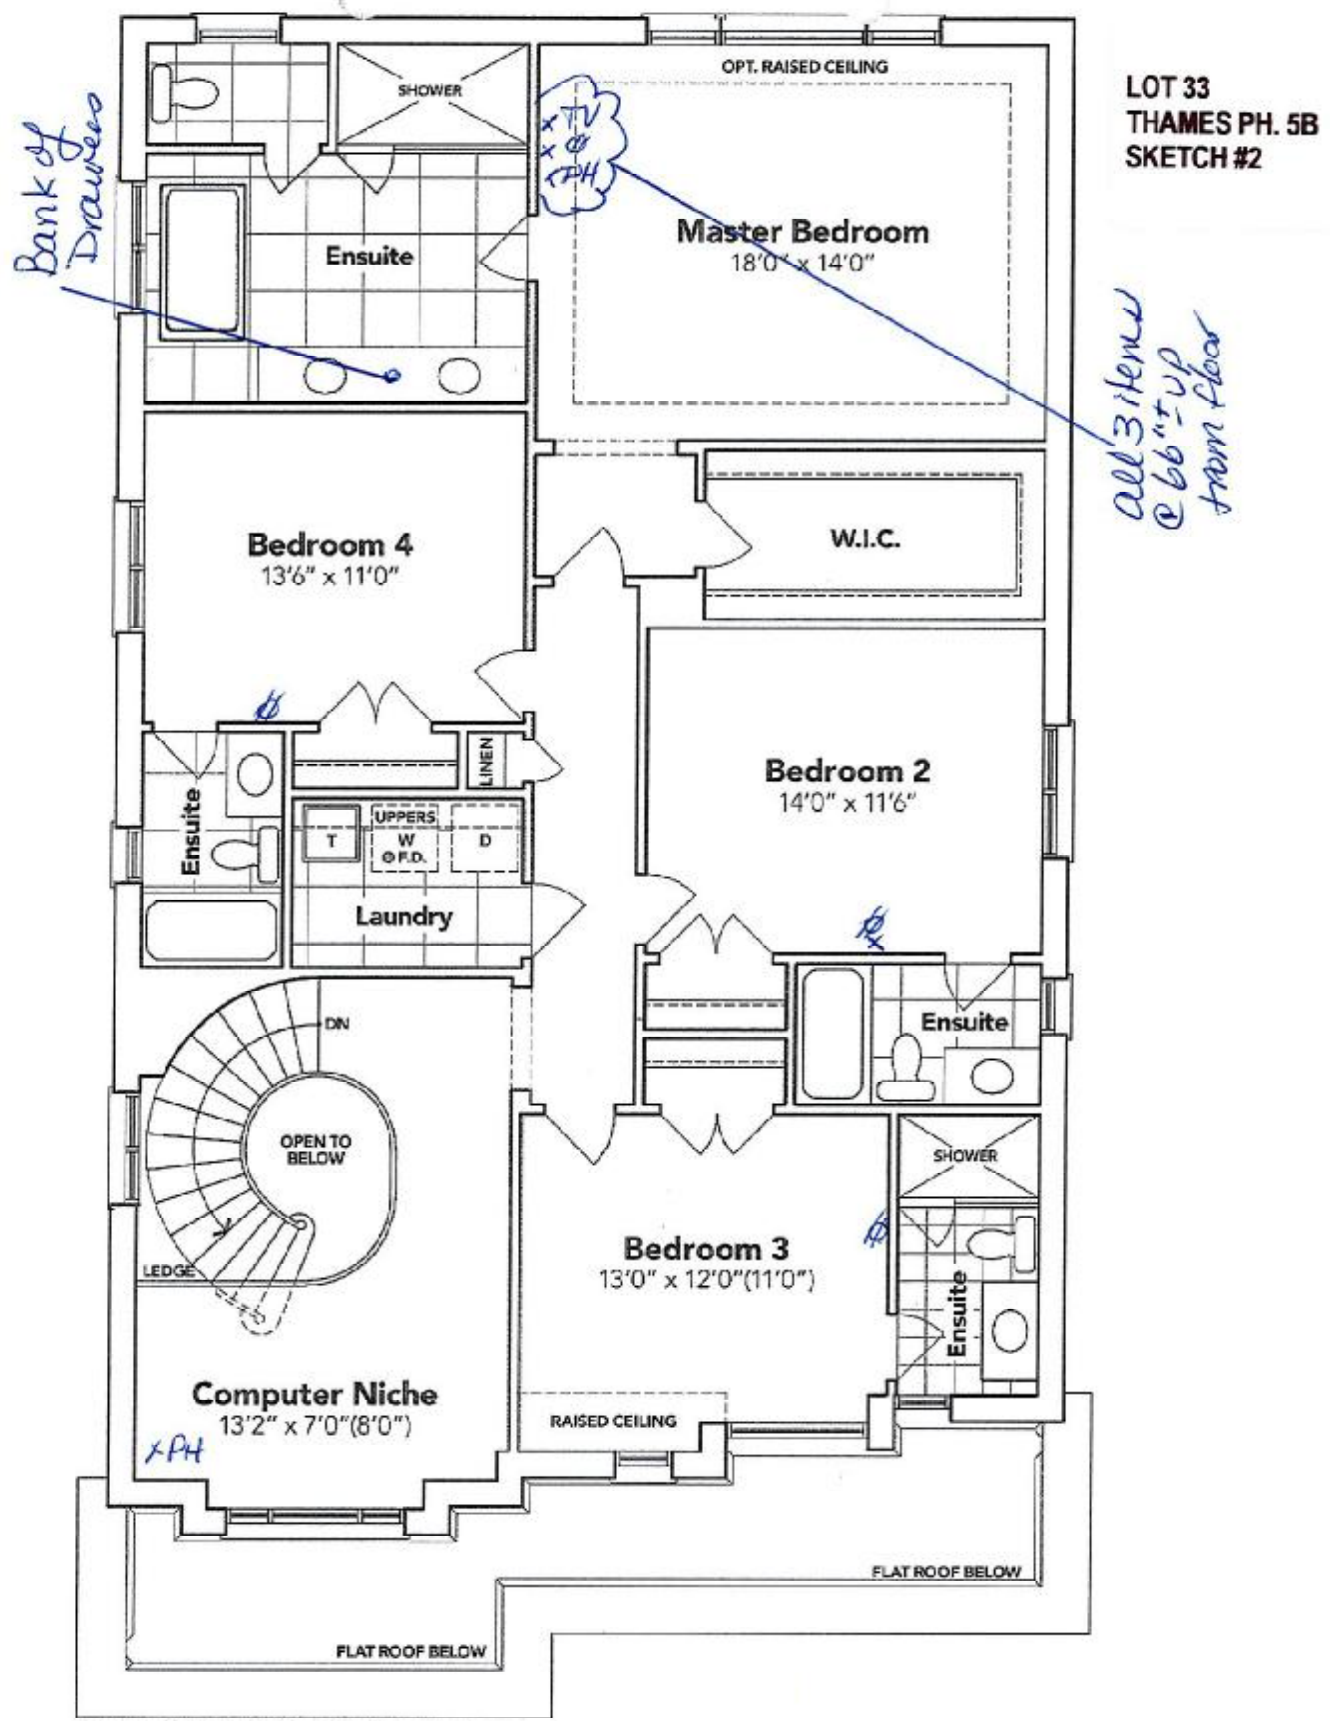 LOT 33
THAMES PH. 5B
SKETCH #2
OPT. RAISED CEILING
SHOWER
x TV
x
x PH
Bank of
Drawers
Master Bedroom
18'0" x 14'0"
Ensuite
All 3 items
@ 66"± UP
from floor
Bedroom 4
13'6" x 11'0"
W.I.C.
LINEN
Bedroom 2
14'0" x 11'6"
Ensuite
UPPERS
T
W
D
F.D.
Laundry
x
DN
Ensuite
OPEN TO
BELOW
SHOWER
LEDGE
Bedroom 3
13'0" x 12'0"(11'0")
Ensuite
Computer Niche
13'2" x 7'0"(8'0")
x PH
RAISED CEILING
FLAT ROOF BELOW
FLAT ROOF BELOW